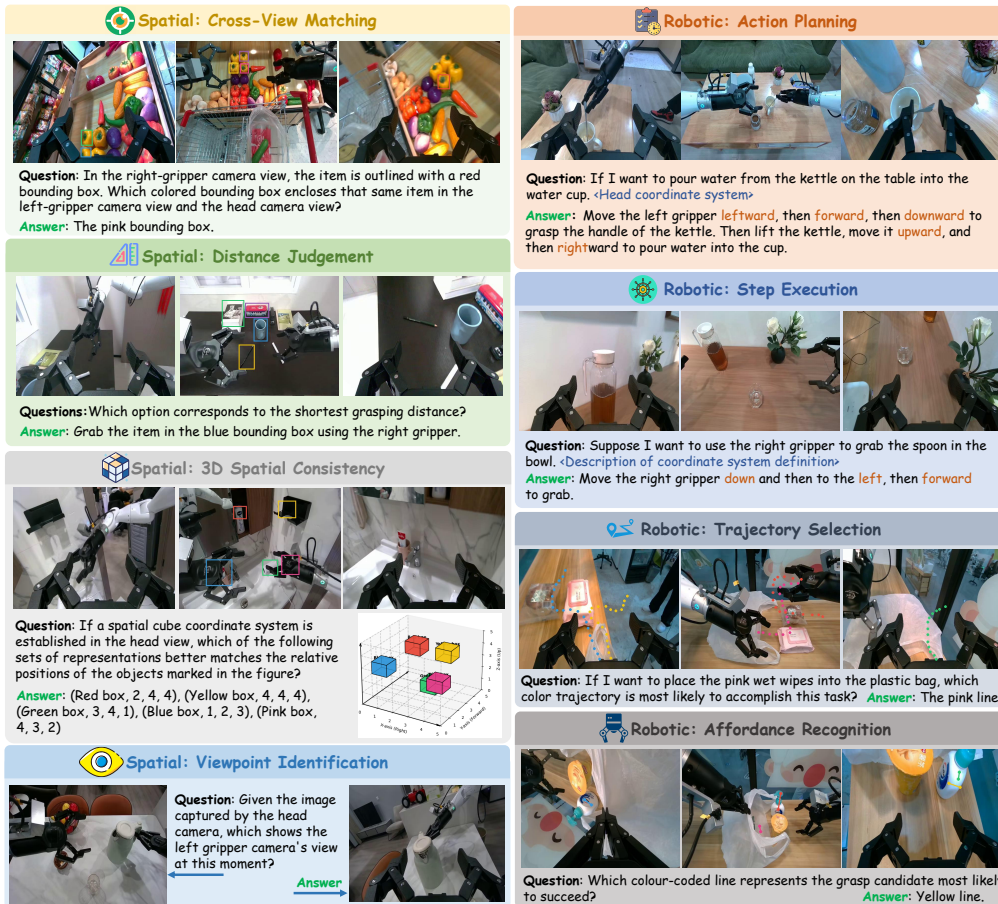 Spatial: Cross-View Matching
Question: In the right-gripper camera view, the item is outlined with a red
bounding box. Which colored bounding box encloses that same item in the
left-gripper camera view and the head camera view?
Answer: The pink bounding box.
Spatial: Distance Judgement
Questions:Which option corresponds to the shortest grasping distance?
Answer: Grab the item in the blue bounding box using the right gripper.
Spatial: 3D Spatial Consistency
Question: If a spatial cube coordinate system is
established in the head view, which of the following
sets of representations better matches the relative
positions of the objects marked in the figure?
Answer: (Red box, 2, 4, 4), (Yellow box, 4, 4, 4),
(Green box, 3, 4, 1), (Blue box, 1, 2, 3), (Pink box,
4, 3, 2)
X-axis (Right)
Y-axis (Forward)
Z-axis (Up)
Spatial: Viewpoint Identification
Question: Given the image
captured by the head
camera, which shows the
left gripper camera's view
at this moment?
Answer
Robotic: Action Planning
Question: If I want to pour water from the kettle on the table into the
water cup. <Head coordinate system>
Answer: Move the left gripper leftward, then forward, then downward to
grasp the handle of the kettle. Then lift the kettle, move it upward, and
then rightward to pour water into the cup.
Robotic: Step Execution
Question: Suppose I want to use the right gripper to grab the spoon in the
bowl. <Description of coordinate system definition>
Answer: Move the right gripper down and then to the left, then forward
to grab.
Robotic: Trajectory Selection
Question: If I want to place the pink wet wipes into the plastic bag, which
color trajectory is most likely to accomplish this task? Answer: The pink line
Robotic: Affordance Recognition
Question: Which colour-coded line represents the grasp candidate most likel
to succeed? Answer: Yellow line.